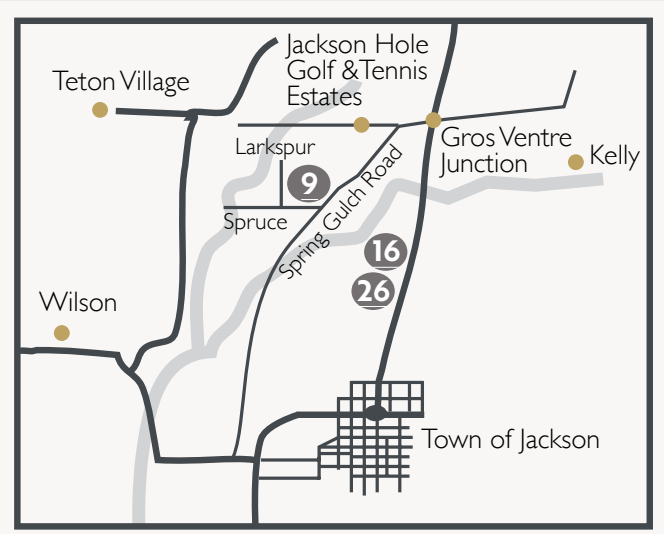 Jackson Hole
Golf & Tennis
Estates
Teton Village
Larkspur
Gros Ventre
Junction
Kelly
9
Spruce
Spring Gulch Road
16
26
Wilson
Town of Jackson